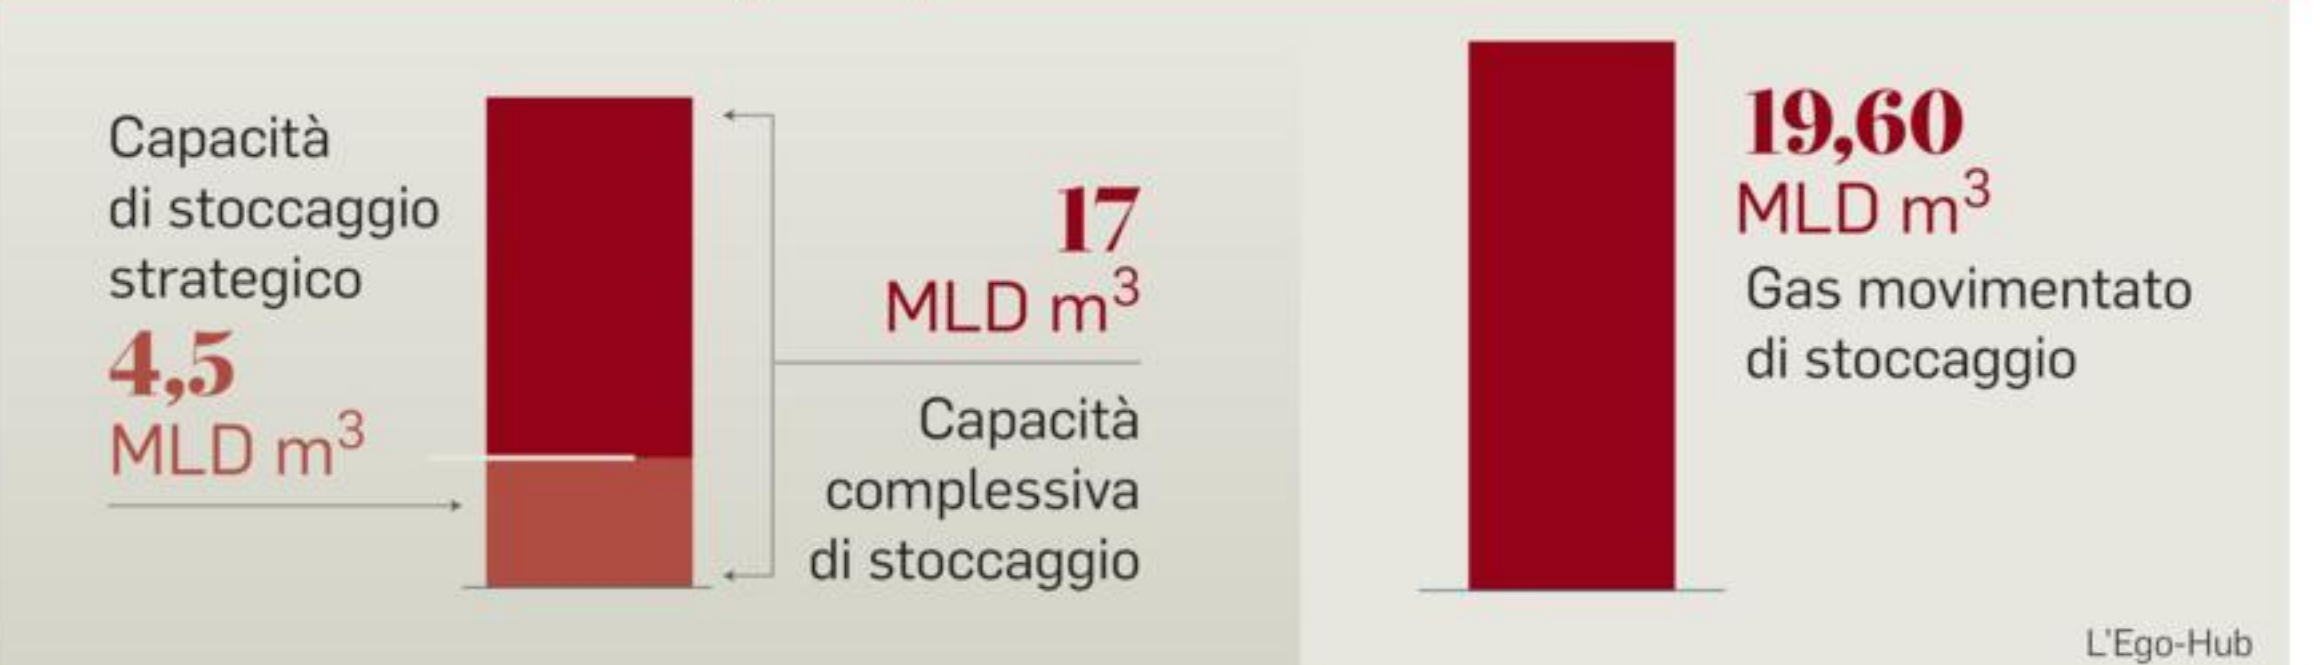 Capacità
di stoccaggio
strategico
4,5
MLD m³
17
MLD m³
Capacità
complessiva
di stoccaggio
19,60
MLD m³
Gas movimentato
di stoccaggio
L'Ego-Hub